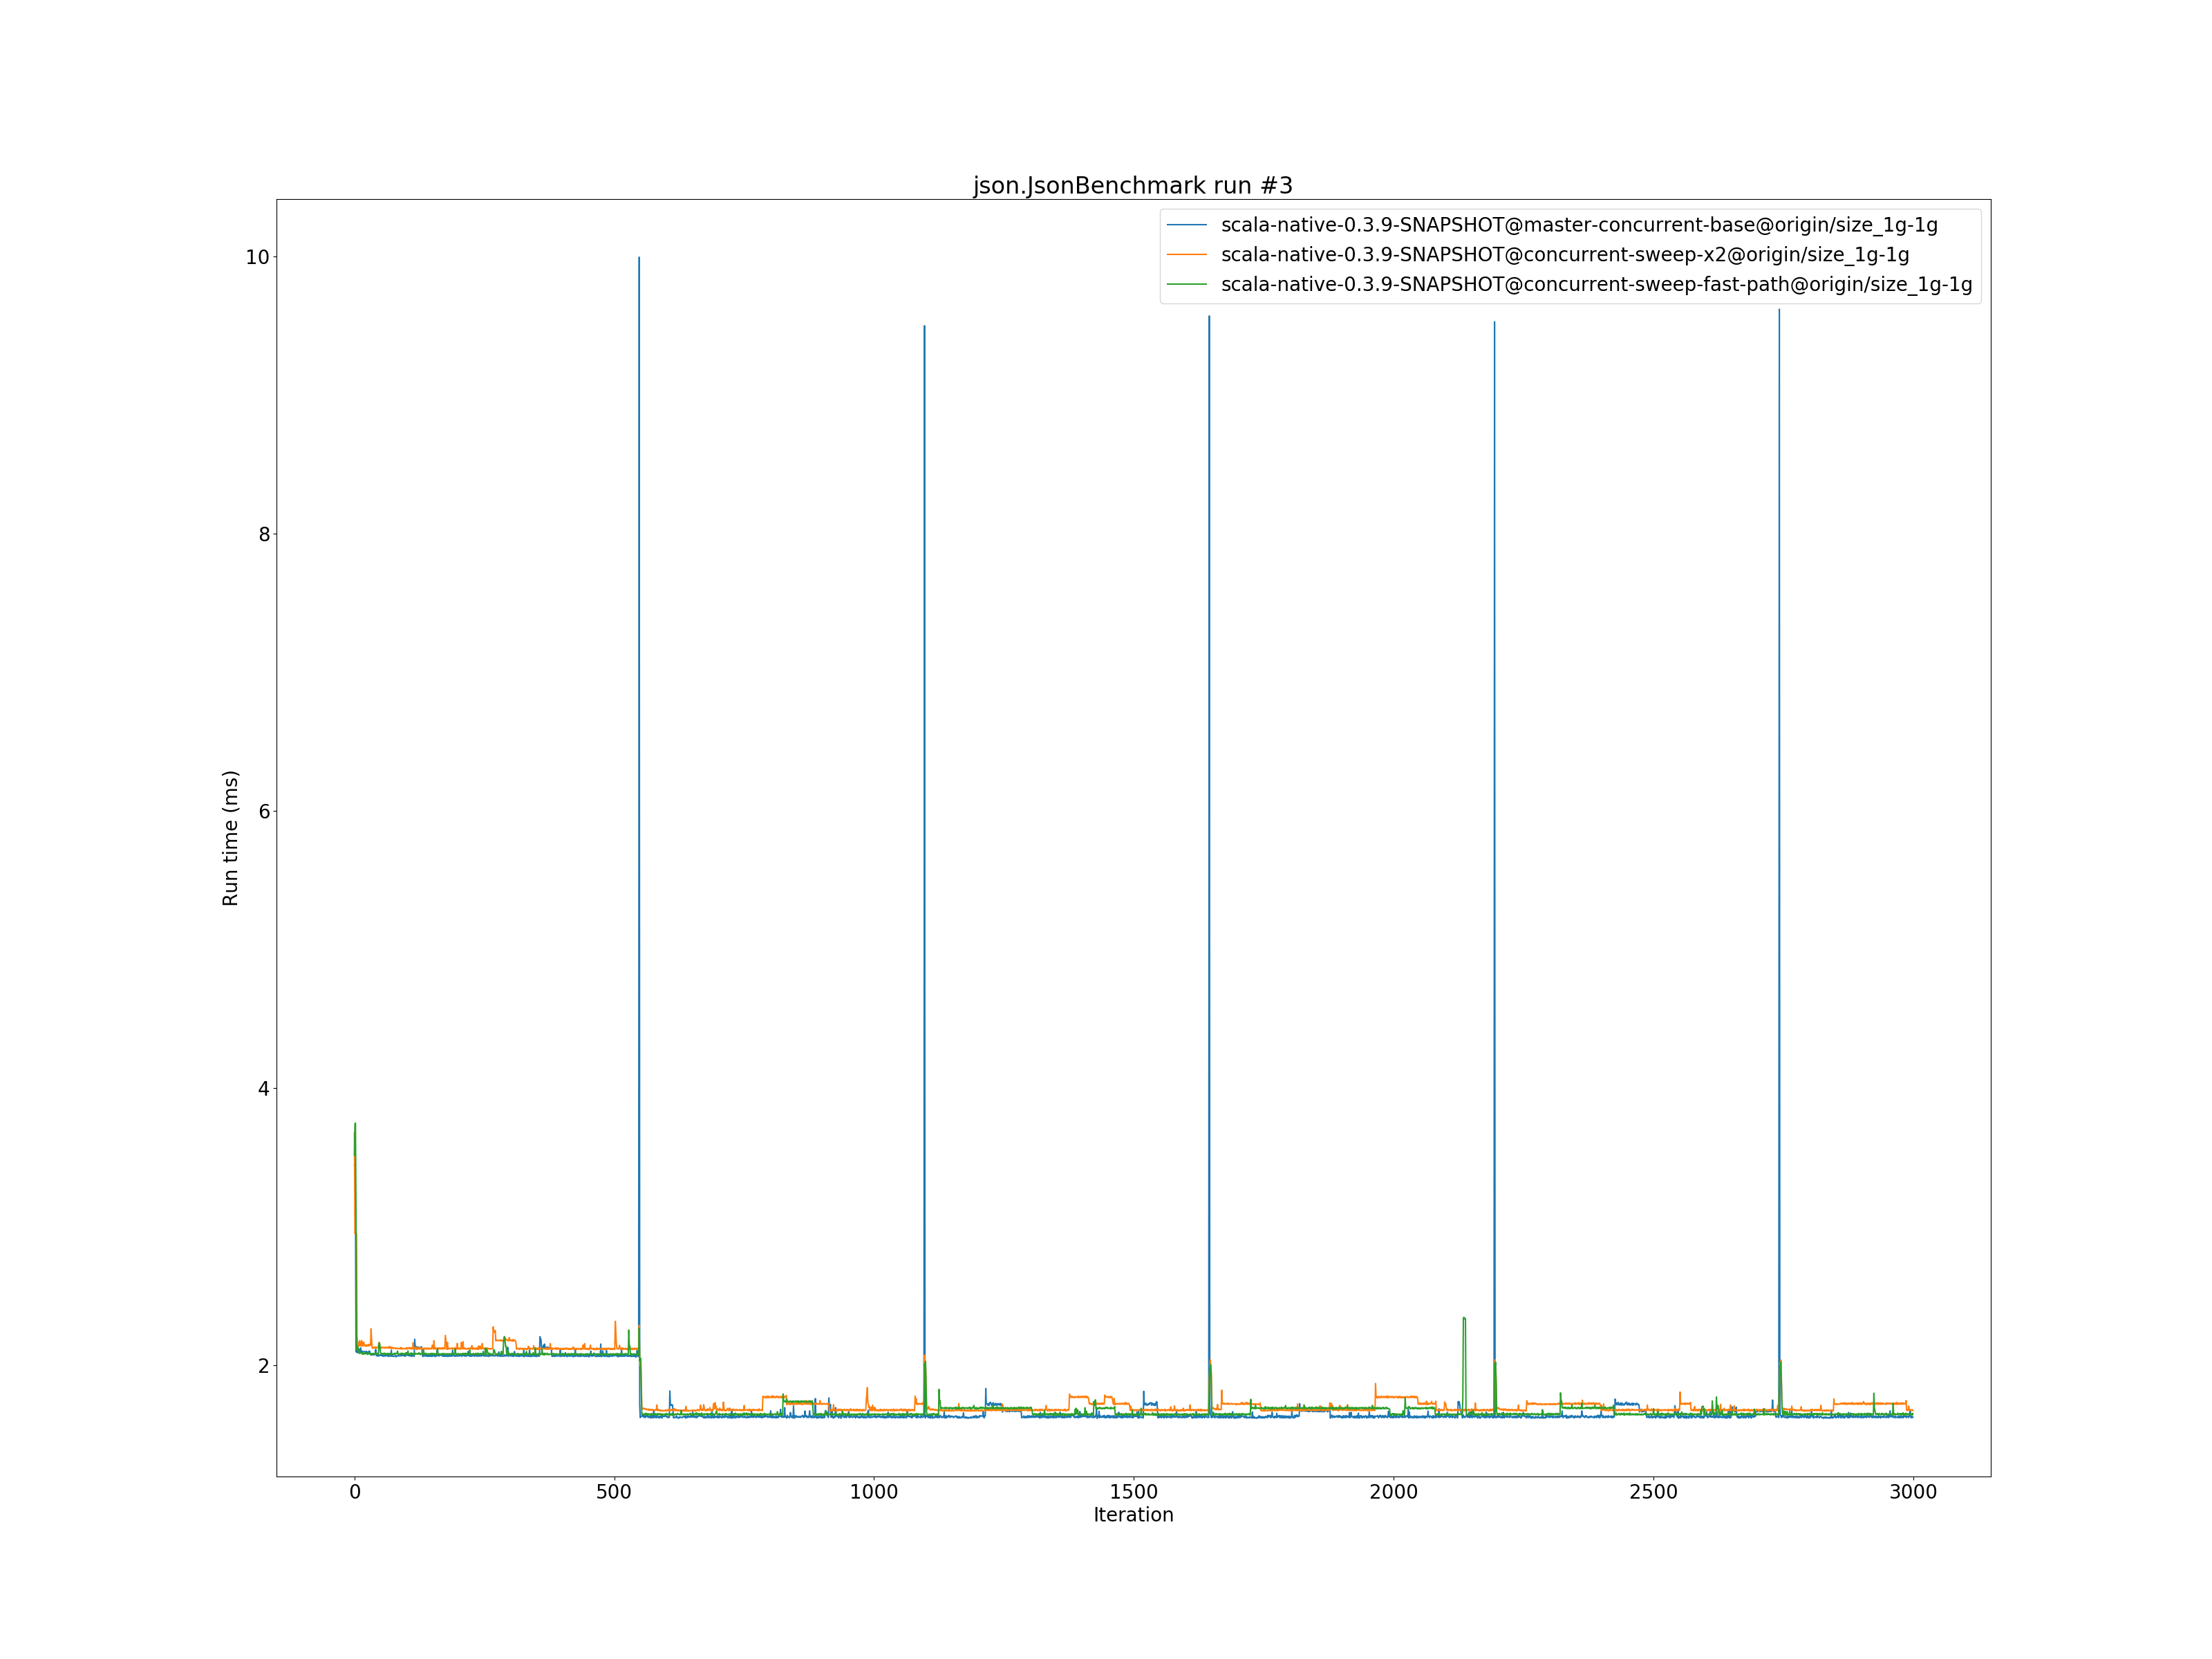 json.JsonBenchmark run #3
scala-native-0.3.9-SNAPSHOT@master-concurrent-base@origin/size_1g-1g
scala-native-0.3.9-SNAPSHOT@concurrent-sweep-x2@origin/size_1g-1g
scala-native-0.3.9-SNAPSHOT@concurrent-sweep-fast-path@origin/size_1g-1g
10
8
6
4
2
Run time (ms)
0 500 1000 1500 2000 2500 3000
Iteration